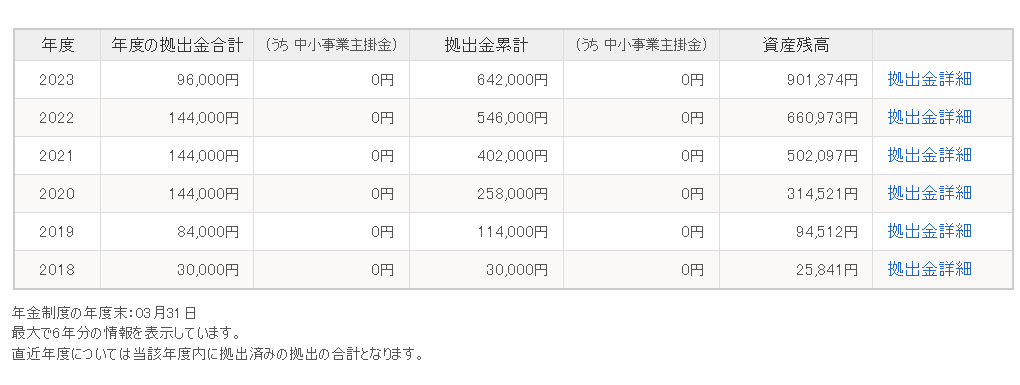 年度 年度の拠出金合計 （うち 中小事業主掛金） 拠出金累計 （うち 中小事業主掛金） 資産残高
2023 96,000円 0円 642,000円 0円 901,874円 拠出金詳細
2022 144,000円 0円 546,000円 0円 660,973円 拠出金詳細
2021 144,000円 0円 402,000円 0円 502,097円 拠出金詳細
2020 144,000円 0円 258,000円 0円 314,521円 拠出金詳細
2019 84,000円 0円 114,000円 0円 94,512円 拠出金詳細
2018 30,000円 0円 30,000円 0円 25,841円 拠出金詳細
年金制度の年度末：03月31日
最大で6年分の情報を表示しています。
直近年度については当該年度内に拠出済みの拠出の合計となります。